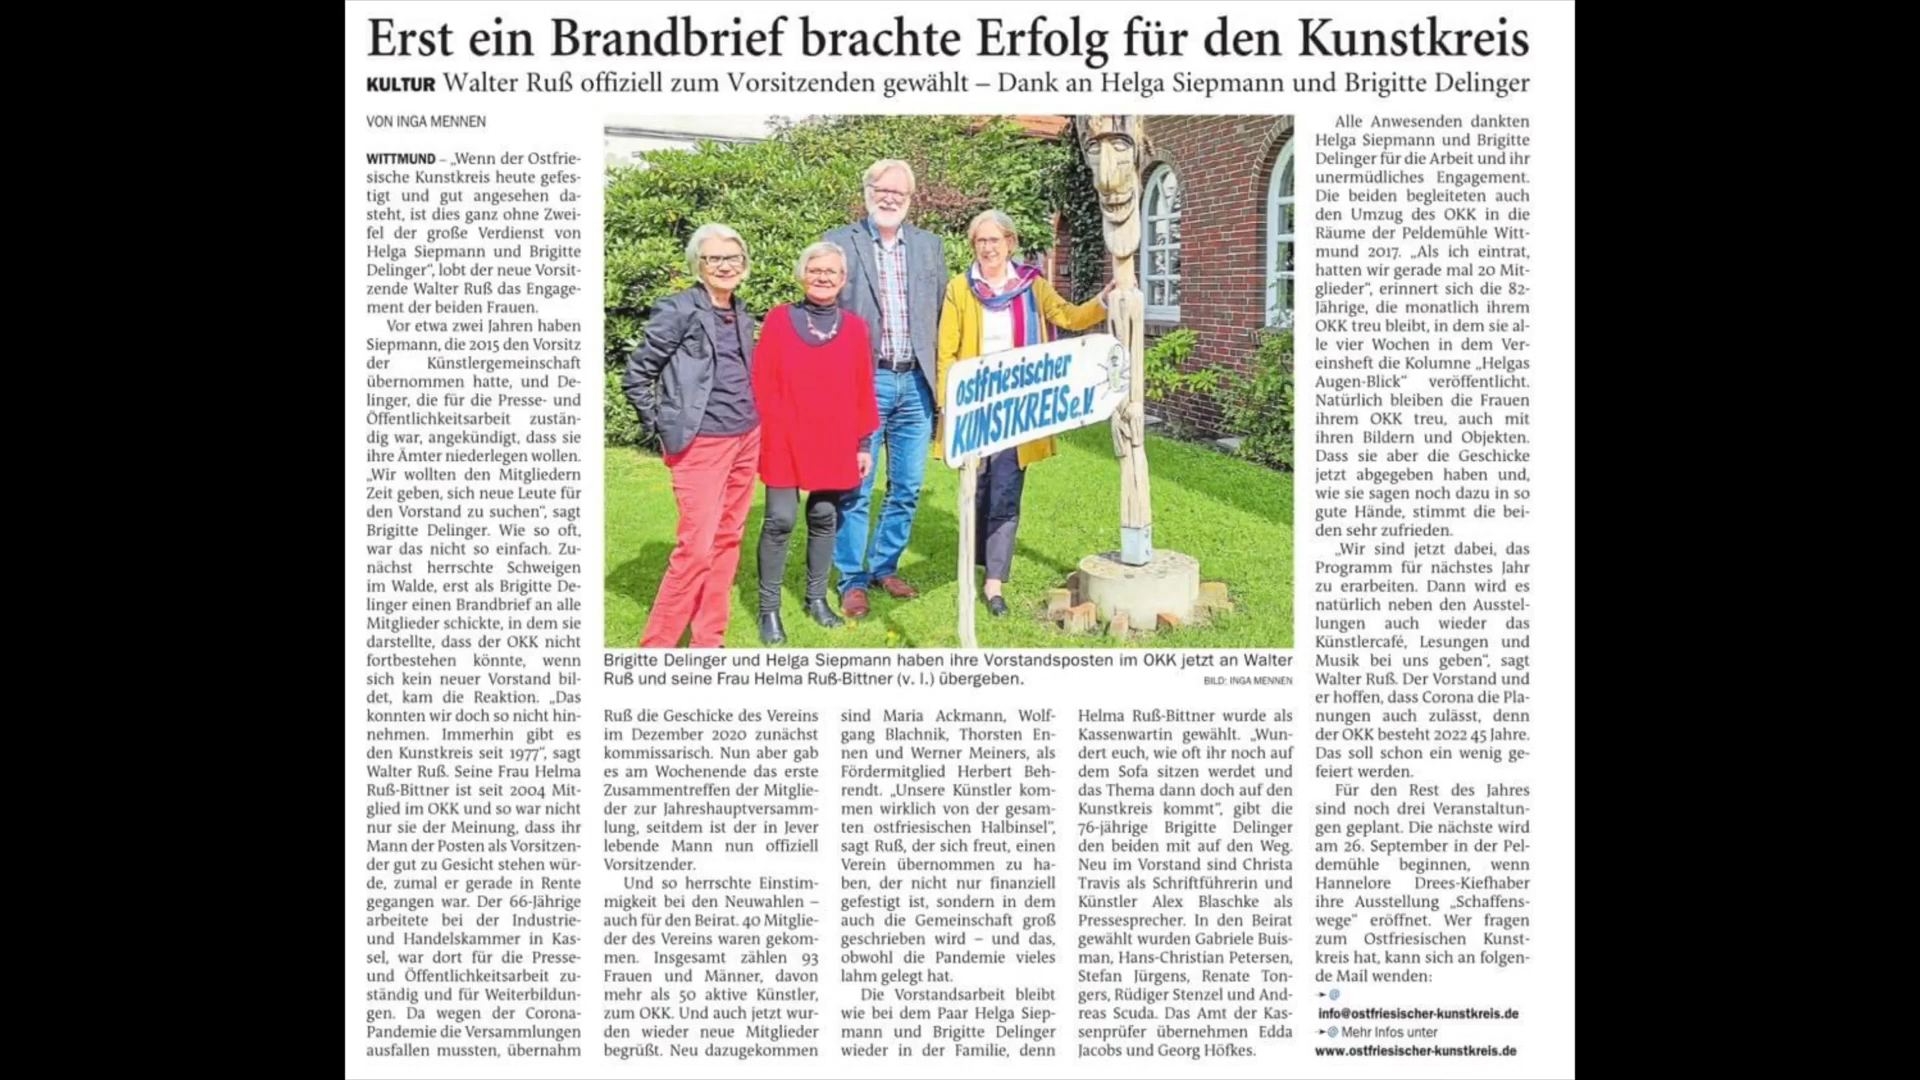 Erst ein Brandbrief brachte Erfolg für den Kunstkreis
KULTUR Walter Ruß offiziell zum Vorsitzenden gewählt – Dank an Helga Siepmann und Brigitte Delinger
VON INGA MENNEN
WITTMUND – „Wenn der Ostfrie-
sische Kunstkreis heute gefes-
tigt und gut angesehen da-
steht, ist dies ganz ohne Zwei-
fel der große Verdienst von
Helga Siepmann und Brigitte
Delinger“, lobt der neue Vorsit-
zende Walter Ruß das Engage-
ment der beiden Frauen.
Vor etwa zwei Jahren haben
Siepmann, die 2015 den Vorsitz
der Künstlergemeinschaft
übernommen hatte, und De-
linger, die für die Presse- und
Öffentlichkeitsarbeit zustän-
dig war, angekündigt, dass sie
ihre Ämter niederlegen wollen.
„Wir wollten den Mitgliedern
Zeit geben, sich neue Leute für
den Vorstand zu suchen“, sagt
Brigitte Delinger. Wie so oft,
war das nicht so einfach. Zu-
nächst herrschte Schweigen
im Walde, erst als Brigitte De-
linger einen Brandbrief an alle
Mitglieder schickte, in dem sie
darstellte, dass der OKK nicht
fortbestehen könnte, wenn
sich kein neuer Vorstand bil-
det, kam die Reaktion. „Das
konnten wir doch so nicht hin-
nehmen. Immerhin gibt es
den Kunstkreis seit 1977“, sagt
Walter Ruß. Seine Frau Helma
Ruß-Bittner ist seit 2004 Mit-
glied im OKK und so war nicht
nur sie der Meinung, dass ihr
Mann der Posten als Vorsitzen-
der gut zu Gesicht stehen wür-
de, zumal er gerade in Rente
gegangen war. Der 66-Jährige
arbeitete bei der Industrie-
und Handelskammer in Kas-
sel, war dort für die Presse-
und Öffentlichkeitsarbeit zu-
ständig und für Weiterbildun-
gen. Da wegen der Corona-
Pandemie die Versammlungen
ausfallen mussten, übernahm
ostfriesischer
KUNSTKREIS e.V.
Brigitte Delinger und Helga Siepmann haben ihre Vorstandsposten im OKK jetzt an Walter
Ruß und seine Frau Helma Ruß-Bittner (v. l.) übergeben.
BILD: INGA MENNEN
Ruß die Geschicke des Vereins
im Dezember 2020 zunächst
kommissarisch. Nun aber gab
es am Wochenende das erste
Zusammentreffen der Mitglie-
der zur Jahreshauptversamm-
lung, seitdem ist der in Jever
lebende Mann nun offiziell
Vorsitzender.
Und so herrschte Einstim-
migkeit bei den Neuwahlen –
auch für den Beirat. 40 Mitglie-
der des Vereins waren gekom-
men. Insgesamt zählen 93
Frauen und Männer, davon
mehr als 50 aktive Künstler,
zum OKK. Und auch jetzt wur-
den wieder neue Mitglieder
begrüßt. Neu dazugekommen
sind Maria Ackmann, Wolf-
gang Blachnik, Thorsten En-
nen und Werner Meiners, als
Fördermitglied Herbert Beh-
rendt. „Unsere Künstler kom-
men wirklich von der gesam-
ten ostfriesischen Halbinsel“,
sagt Ruß, der sich freut, einen
Verein übernommen zu ha-
ben, der nicht nur finanziell
gefestigt ist, sondern in dem
auch die Gemeinschaft groß
geschrieben wird – und das,
obwohl die Pandemie vieles
lahm gelegt hat.
Die Vorstandsarbeit bleibt
wie bei dem Paar Helga Siep-
mann und Brigitte Delinger
wieder in der Familie, denn
Helma Ruß-Bittner wurde als
Kassenwartin gewählt. „Wun-
dert euch, wie oft ihr noch auf
dem Sofa sitzen werdet und
das Thema dann doch auf den
Kunstkreis kommt“, gibt die
76-jährige Brigitte Delinger
den beiden mit auf den Weg.
Neu im Vorstand sind Christa
Travis als Schriftführerin und
Künstler Alex Blaschke als
Pressesprecher. In den Beirat
gewählt wurden Gabriele Buis-
man, Hans-Christian Petersen,
Stefan Jürgens, Renate Ton-
gers, Rüdiger Stenzel und And-
reas Scuda. Das Amt der Kas-
senprüfer übernehmen Edda
Jacobs und Georg Höfkes.
Alle Anwesenden dankten
Helga Siepmann und Brigitte
Delinger für die Arbeit und ihr
unermüdliches Engagement.
Die beiden begleiteten auch
den Umzug des OKK in die
Räume der Peldemühle Witt-
mund 2017. „Als ich eintrat,
hatten wir gerade mal 20 Mit-
glieder“, erinnert sich die 82-
Jährige, die monatlich ihrem
OKK treu bleibt, in dem sie al-
le vier Wochen in dem Ver-
einsheft die Kolumne „Helgas
Augen-Blick“ veröffentlicht.
Natürlich bleiben die Frauen
ihrem OKK treu, auch mit
ihren Bildern und Objekten.
Dass sie aber die Geschicke
jetzt abgegeben haben und,
wie sie sagen noch dazu in so
gute Hände, stimmt die bei-
den sehr zufrieden.
„Wir sind jetzt dabei, das
Programm für nächstes Jahr
zu erarbeiten. Dann wird es
natürlich neben den Ausstel-
lungen auch wieder das
Künstlercafé, Lesungen und
Musik bei uns geben“, sagt
Walter Ruß. Der Vorstand und
er hoffen, dass Corona die Pla-
nungen auch zulässt, denn
der OKK besteht 2022 45 Jahre.
Das soll schon ein wenig ge-
feiert werden.
Für den Rest des Jahres
sind noch drei Veranstaltun-
gen geplant. Die nächste wird
am 26. September in der Pel-
demühle beginnen, wenn
Hannelore Drees-Kiefhaber
ihre Ausstellung „Schaffens-
wege“ eröffnet. Wer fragen
zum Ostfriesischen Kunst-
kreis hat, kann sich an folgen-
de Mail wenden:
➛@
info@ostfriesischer-kunstkreis.de
➛@ Mehr Infos unter
www.ostfriesischer-kunstkreis.de